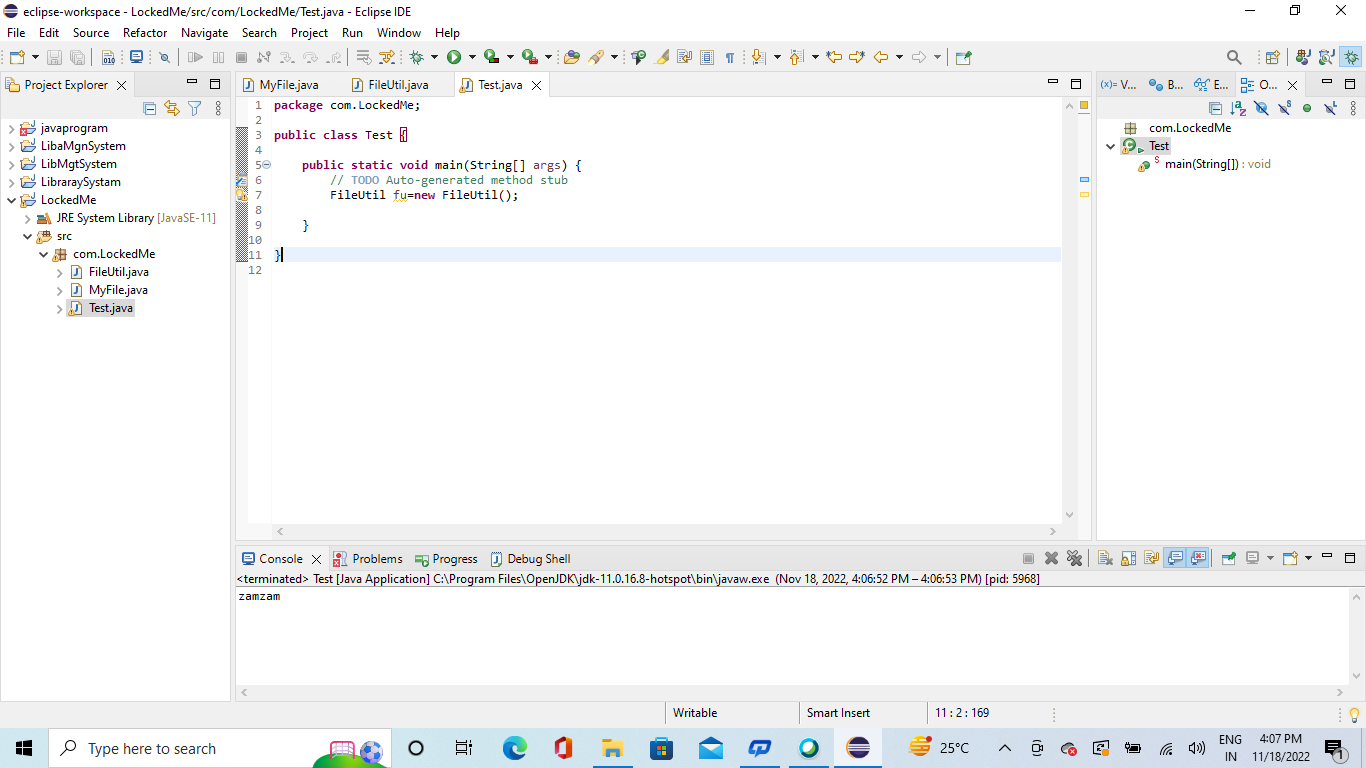 eclipse-workspace - LockedMe/src/com/LockedMe/Test.java - Eclipse IDE
File Edit Source Refactor Navigate Search Project Run Window Help
Project Explorer
javaprogram
LibaMgnSystem
LibMgtSystem
LibrarySystam
LockedMe
JRE System Library [JavaSE-11]
src
com.LockedMe
FileUtil.java
MyFile.java
Test.java
MyFile.java FileUtil.java Test.java
1 package com.LockedMe;
2
3 public class Test {
4
5 public static void main(String[] args) {
6 // TODO Auto-generated method stub
7 FileUtil fu=new FileUtil();
8
9 }
10
11 }
12
V... B... E... O...
com.LockedMe
Test
main(String[]) : void
Console Problems Progress Debug Shell
<terminated> Test [Java Application] C:\Program Files\OpenJDK\jdk-11.0.16.8-hotspot\bin\javaw.exe (Nov 18, 2022, 4:06:52 PM – 4:06:53 PM) [pid: 5968]
zamzam
Writable Smart Insert 11 : 2 : 169
Type here to search
25°C
ENG
IN
4:07 PM
11/18/2022
1